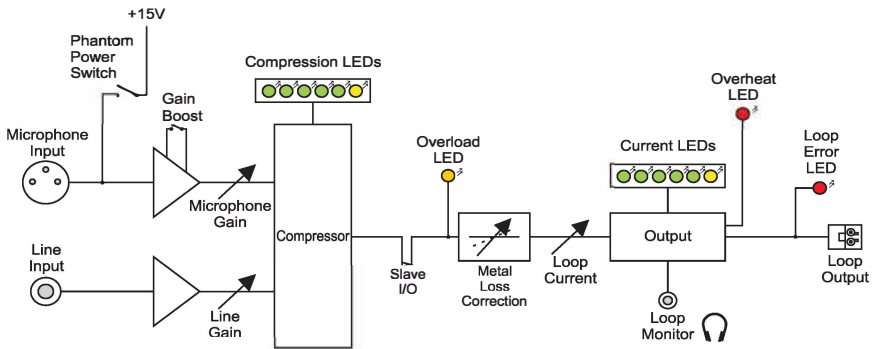 +15V
Phantom
Power
Switch
Gain
Boost
Microphone
Input
Microphone
Gain
Line
Input
Line
Gain
Compression LEDs
Compressor
Slave
I/O
Overload
LED
Metal
Loss
Correction
Loop
Current
Current LEDs
Output
Overheat
LED
Loop
Error
LED
Loop
Output
Loop
Monitor